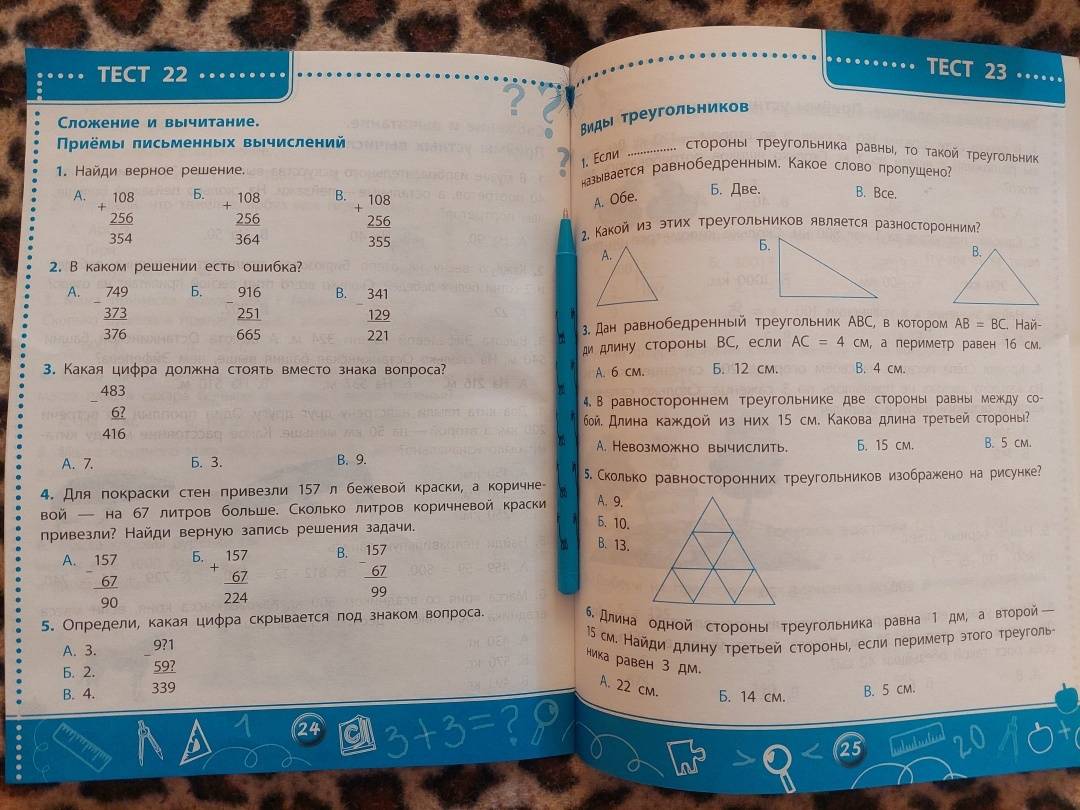 ТЕСТ 22
Сложение и вычитание.
Приёмы письменных вычислений
1. Найди верное решение.
А. + 108 Б. + 108 В. + 108
256 256 256
354 364 355
2. В каком решении есть ошибка?
А. - 749 Б. - 916 В. - 341
373 251 129
376 665 221
3. Какая цифра должна стоять вместо знака вопроса?
- 483
6?
416
А. 7. Б. 3. В. 9.
4. Для покраски стен привезли 157 л бежевой краски, а коричне-
вой — на 67 литров больше. Сколько литров коричневой краски
привезли? Найди верную запись решения задачи.
А. - 157 Б. + 157 В. - 157
67 67 67
90 224 99
5. Определи, какая цифра скрывается под знаком вопроса.
А. 3. - 9?1
Б. 2. 59?
В. 4. 339
1
24
3+3=?
ТЕСТ 23
Виды треугольников
1. Если .............. стороны треугольника равны, то такой треугольник
называется равнобедренным. Какое слово пропущено?
А. Обе. Б. Две. В. Все.
2. Какой из этих треугольников является разносторонним?
А. Б. В.
3. Дан равнобедренный треугольник АВС, в котором АВ = ВС. Най-
ди длину стороны ВС, если АС = 4 см, а периметр равен 16 см.
А. 6 см. Б. 12 см. В. 4 см.
4. В равностороннем треугольнике две стороны равны между со-
бой. Длина каждой из них 15 см. Какова длина третьей стороны?
А. Невозможно вычислить. Б. 15 см. В. 5 см.
5. Сколько равносторонних треугольников изображено на рисунке?
А. 9.
Б. 10.
В. 13.
6. Длина одной стороны треугольника равна 1 дм, а второй —
15 см. Найди длину третьей стороны, если периметр этого треуголь-
ника равен 3 дм.
А. 22 см. Б. 14 см. В. 5 см.
> <
25
20